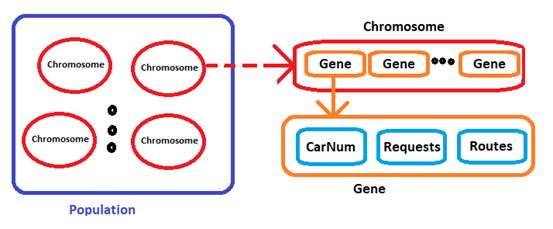 Chromosome
Chromosome
Chromosome
Chromosome
Population
Chromosome
Gene Gene Gene
CarNum Requests Routes
Gene